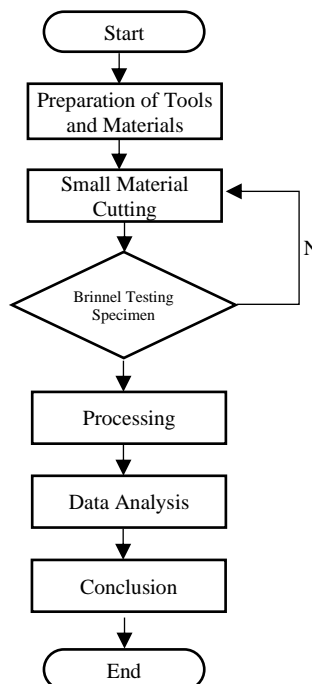 Start
Preparation of Tools
and Materials
Small Material
Cutting
N
Brinnel Testing
Specimen
Processing
Data Analysis
Conclusion
End